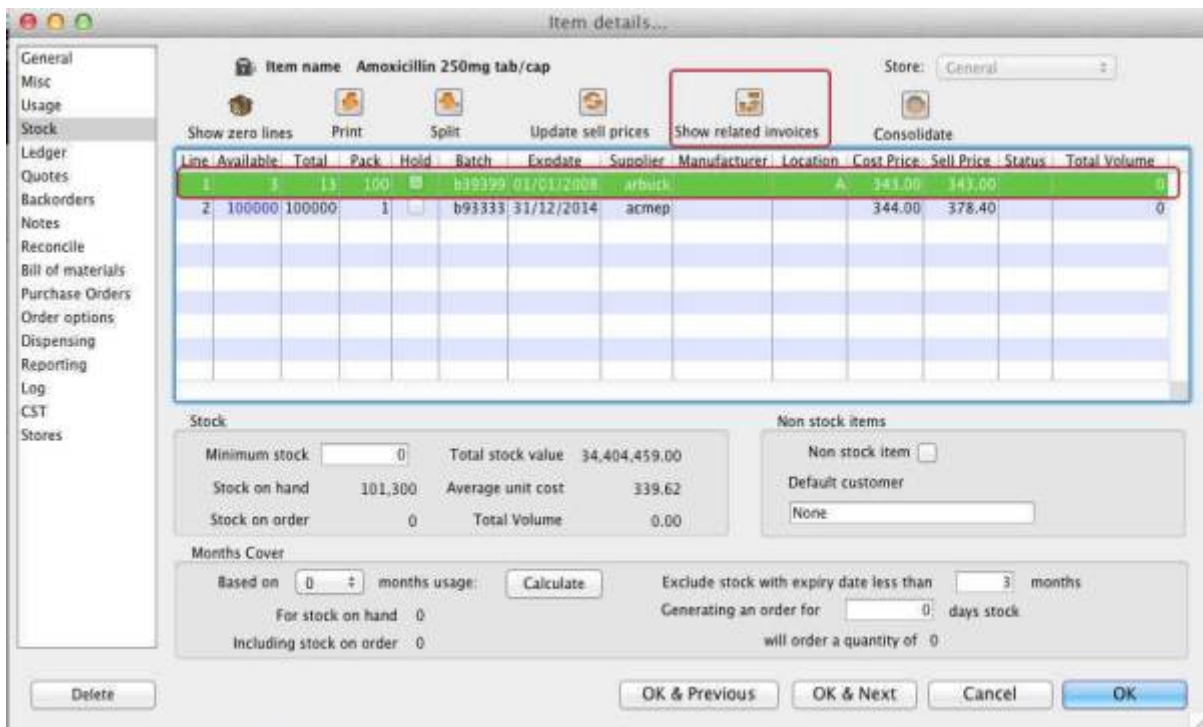 Item details...
General
Misc
Usage
Stock
Ledger
Quotes
Backorders
Notes
Reconcile
Bill of materials
Purchase Orders
Order options
Dispensing
Reporting
Log
CST
Stores
Item name Amoxicillin 250mg tab/cap
Store: General
Show zero lines Print Split Update sell prices Show related invoices Consolidate
Line Available Total Pack Hold Batch Expdate Supplier Manufacturer Location Cost Price Sell Price Status Total Volume
1 3 13 100 b39399 01/01/2008 arbuck A 343.00 343.00 0
2 100000 100000 1 b93333 31/12/2014 acmep 344.00 378.40 0
Stock
Minimum stock 0 Total stock value 34,404,459.00
Stock on hand 101,300 Average unit cost 339.62
Stock on order 0 Total Volume 0.00
Non stock items
Non stock item
Default customer
None
Months Cover
Based on 0 months usage: Calculate Exclude stock with expiry date less than 3 months
For stock on hand 0 Generating an order for 0 days stock
Including stock on order 0 will order a quantity of 0
Delete OK & Previous OK & Next Cancel OK